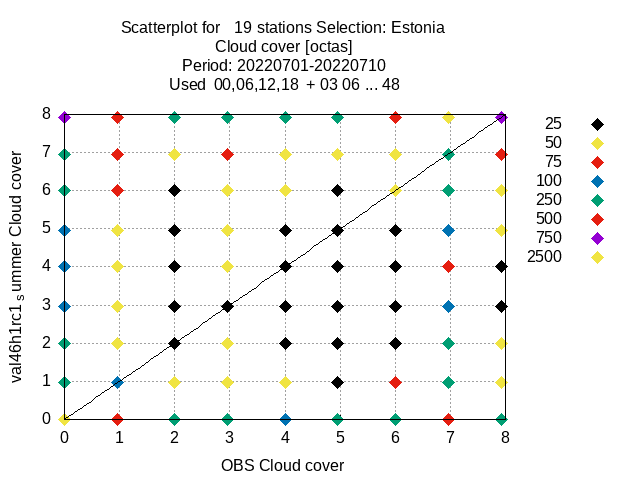 Scatterplot for 19 stations Selection: Estonia
Cloud cover [octas]
Period: 20220701-20220710
Used 00,06,12,18 + 03 06 ... 48
8
7
6
5
4
3
2
1
0
val46h1rc1 s ummer Cloud cover
0 1 2 3 4 5 6 7 8
OBS Cloud cover
25
50
75
100
250
500
750
2500